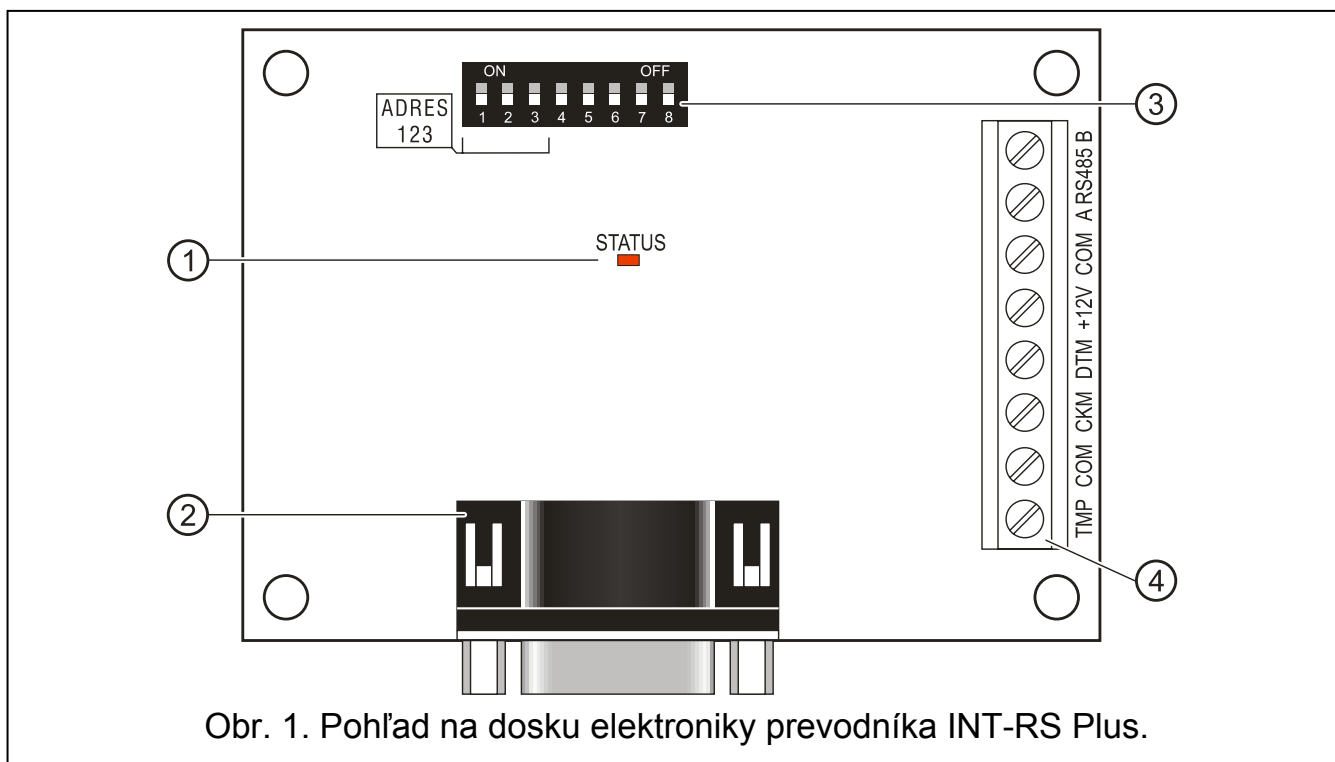 ON OFF
1 2 3 4 5 6 7 8
ADRES
123
3
1
STATUS
2
4
TMP COM CKM DTM +12V COM A RS485 B
Obr. 1. Pohľad na dosku elektroniky prevodníka INT-RS Plus.